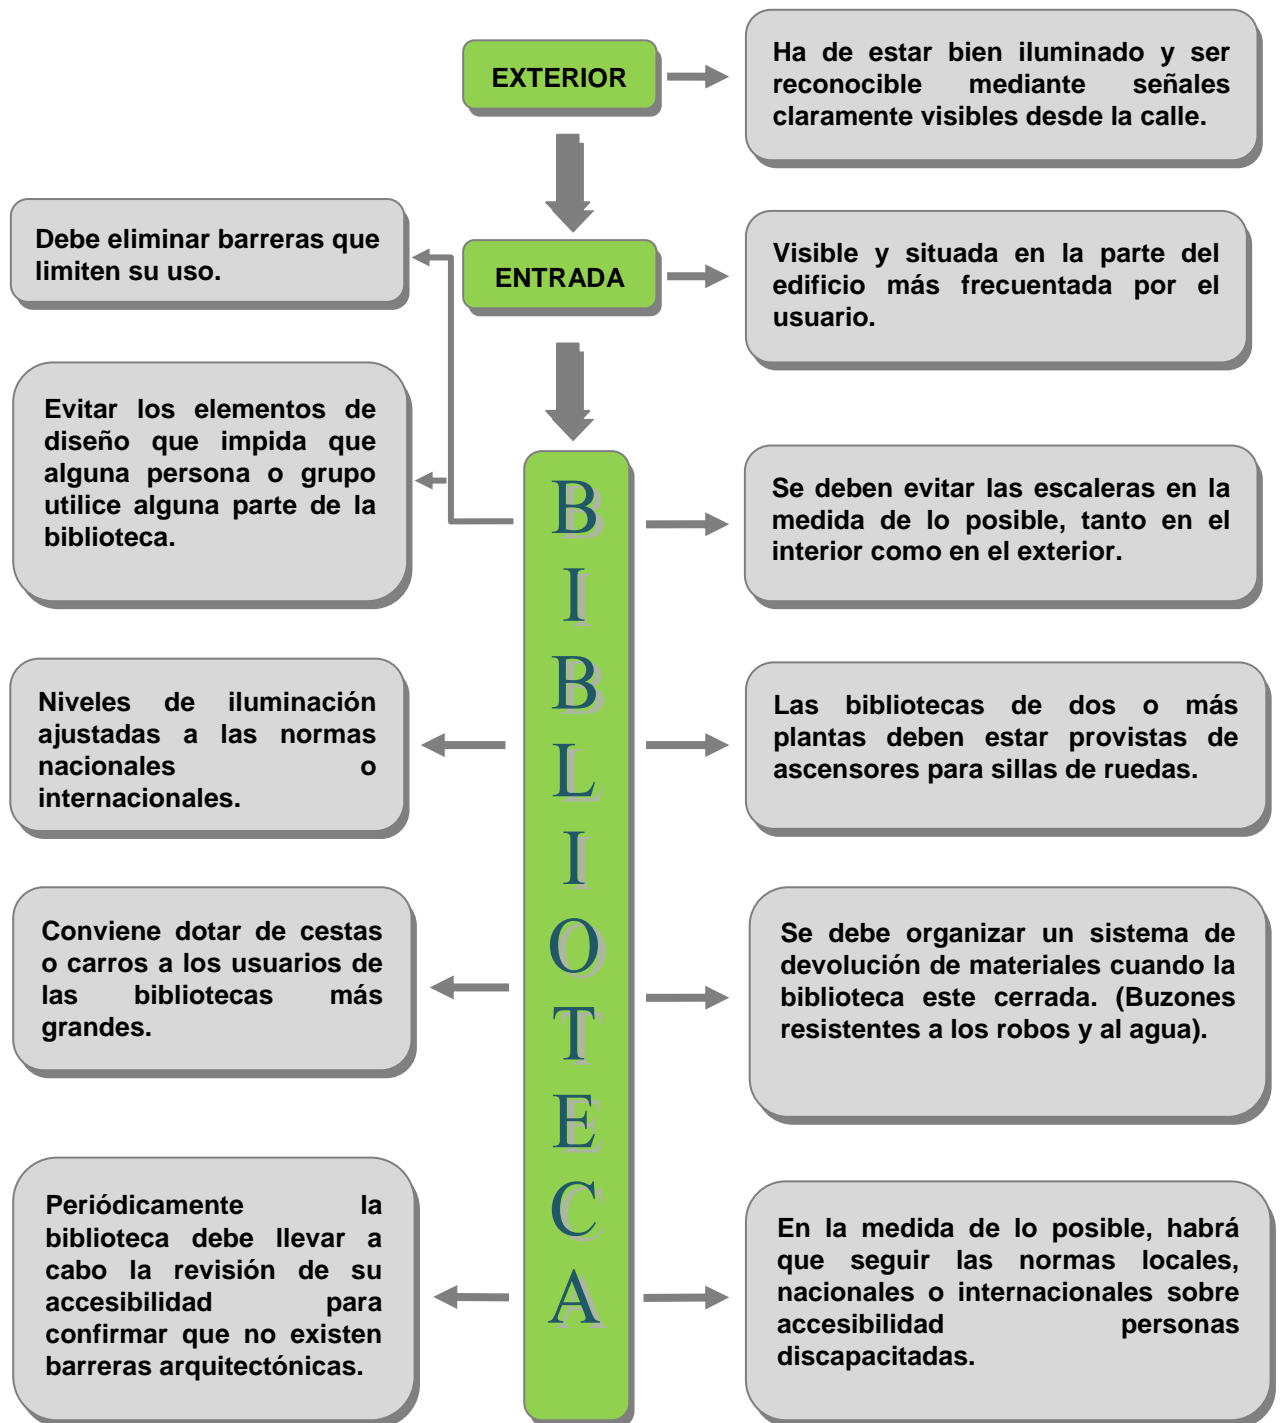 EXTERIOR
Ha de estar bien iluminado y ser
reconocible mediante señales
claramente visibles desde la calle.
Debe eliminar barreras que
limiten su uso.
ENTRADA
Visible y situada en la parte del
edificio más frecuentada por el
usuario.
Evitar los elementos de
diseño que impida que
alguna persona o grupo
utilice alguna parte de la
biblioteca.
B
I
B
L
I
O
T
E
C
A
Se deben evitar las escaleras en la
medida de lo posible, tanto en el
interior como en el exterior.
Niveles de iluminación
ajustadas a las normas
nacionales o
internacionales.
Las bibliotecas de dos o más
plantas deben estar provistas de
ascensores para sillas de ruedas.
Conviene dotar de cestas
o carros a los usuarios de
las bibliotecas más
grandes.
Se debe organizar un sistema de
devolución de materiales cuando la
biblioteca este cerrada. (Buzones
resistentes a los robos y al agua).
Periódicamente la
biblioteca debe llevar a
cabo la revisión de su
accesibilidad para
confirmar que no existen
barreras arquitectónicas.
En la medida de lo posible, habrá
que seguir las normas locales,
nacionales o internacionales sobre
accesibilidad personas
discapacitadas.